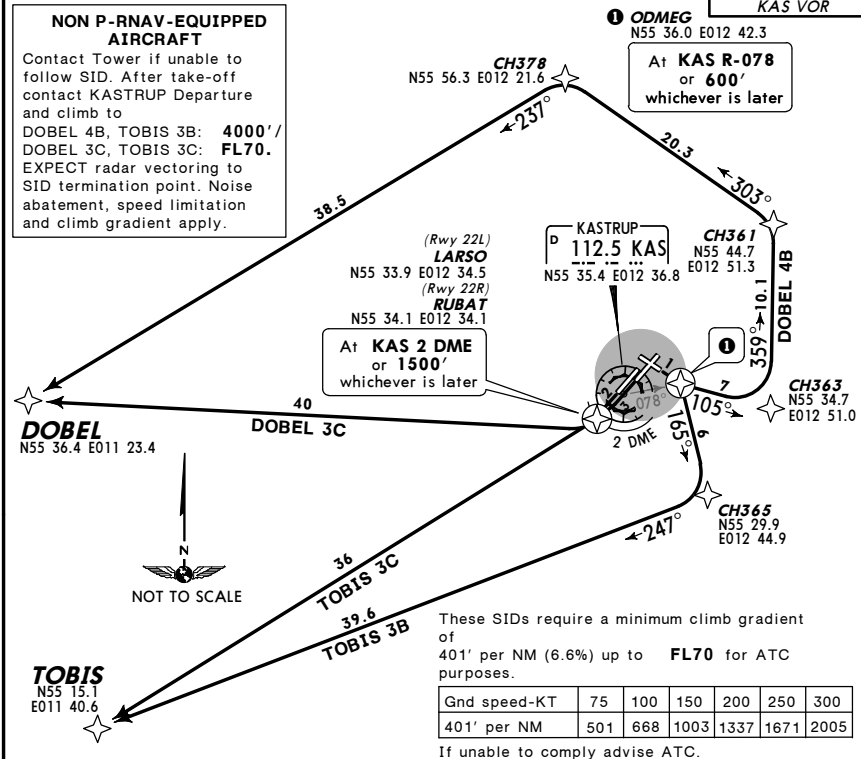 KAS VOR
NON P-RNAV-EQUIPPED
AIRCRAFT
Contact Tower if unable to
follow SID. After take-off
contact KASTRUP Departure
and climb to
DOBEL 4B, TOBIS 3B: 4000'/
DOBEL 3C, TOBIS 3C: FL70.
EXPECT radar vectoring to
SID termination point. Noise
abatement, speed limitation
and climb gradient apply.
1 ODMEG
N55 36.0 E012 42.3
At KAS R-078
or 600'
whichever is later
CH378
N55 56.3 E012 21.6
237°
20.3
303°
38.5
CH361
N55 44.7
E012 51.3
KASTRUP
D 112.5 KAS
N55 35.4 E012 36.8
(Rwy 22L)
LARSO
N55 33.9 E012 34.5
(Rwy 22R)
RUBAT
N55 34.1 E012 34.1
At KAS 2 DME
or 1500'
whichever is later
359°
10.1
DOBEL 4B
1
1
2
078°
7
105°
CH363
N55 34.7
E012 51.0
2 DME
165°
6
40
DOBEL 3C
DOBEL
N55 36.4 E011 23.4
CH365
N55 29.9
E012 44.9
247°
N
NOT TO SCALE
36
TOBIS 3C
39.6
TOBIS 3B
TOBIS
N55 15.1
E011 40.6
These SIDs require a minimum climb gradient
of
401' per NM (6.6%) up to FL70 for ATC
purposes.
Gnd speed-KT 75 100 150 200 250 300
401' per NM 501 668 1003 1337 1671 2005
If unable to comply advise ATC.